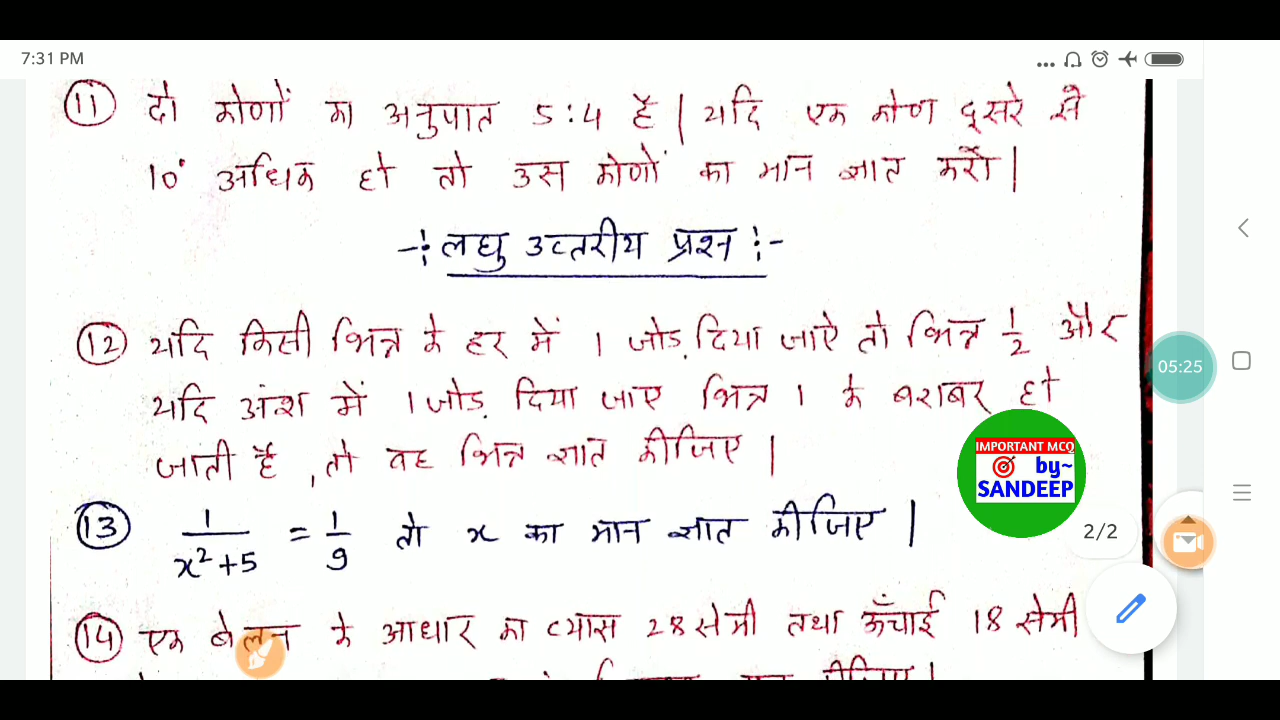 7:31 PM
(11) दो कोणों का अनुपात 5:4 है | यदि एक कोण दूसरे से
10° अधिक हो तो उस कोणों का मान ज्ञात करो |
-: लघु उत्तरीय प्रश्न :-
(12) यदि किसी भिन्न के हर में 1 जोड़ दिया जाऐ तो भिन्न 1/2 और
यदि अंश में 1 जोड़ दिया जाए भिन्न 1 के बराबर हो
जाती है, तो वह भिन्न ज्ञात कीजिए |
IMPORTANT MCQ
by~
SANDEEP
05:25
(13) 1/(x²+5) = 1/9 तो x का मान ज्ञात कीजिए |
2/2
(14) एक बेलन के आधार का व्यास 28 सेमी तथा ऊँचाई 18 सेमी